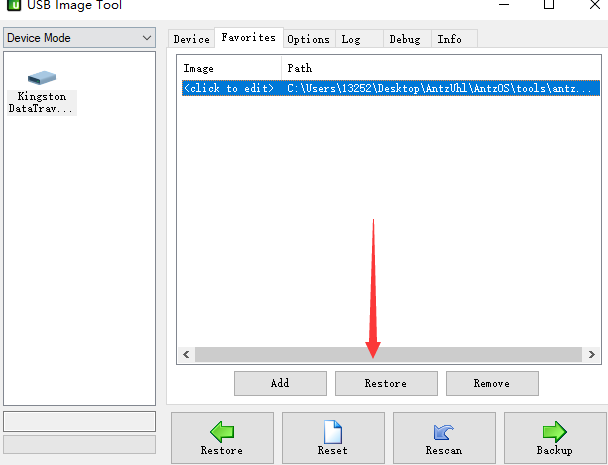 USB Image Tool
Device Mode
Kingston
DataTrav...
Device Favorites Options Log Debug Info
Image Path
<click to edit> C:\Users\13252\Desktop\AntzUhl\AntzOS\tools\antz...
Add Restore Remove
Restore Reset Rescan Backup